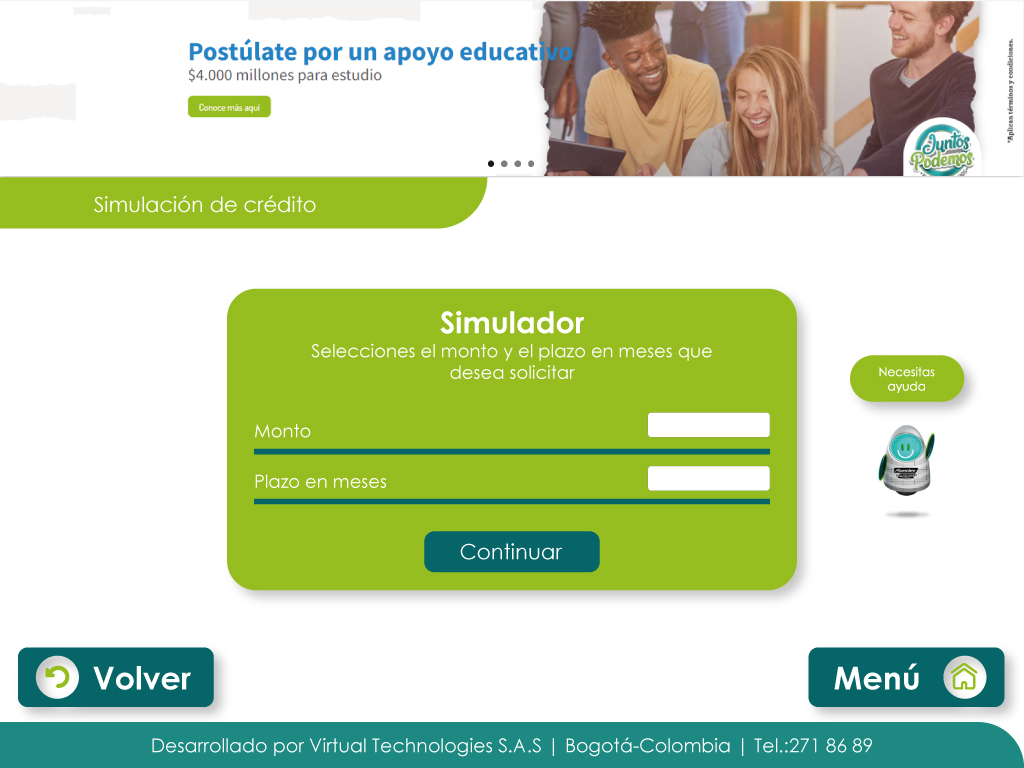 Postúlate por un apoyo educativo
$4.000 millones para estudio
Conoce más aquí
*Aplican términos y condiciones.
Juntos
Podemos
Simulación de crédito
Simulador
Selecciones el monto y el plazo en meses que
desea solicitar
Monto
Plazo en meses
Continuar
Necesitas
ayuda
Volver
Menú
Desarrollado por Virtual Technologies S.A.S | Bogotá-Colombia | Tel.:271 86 89